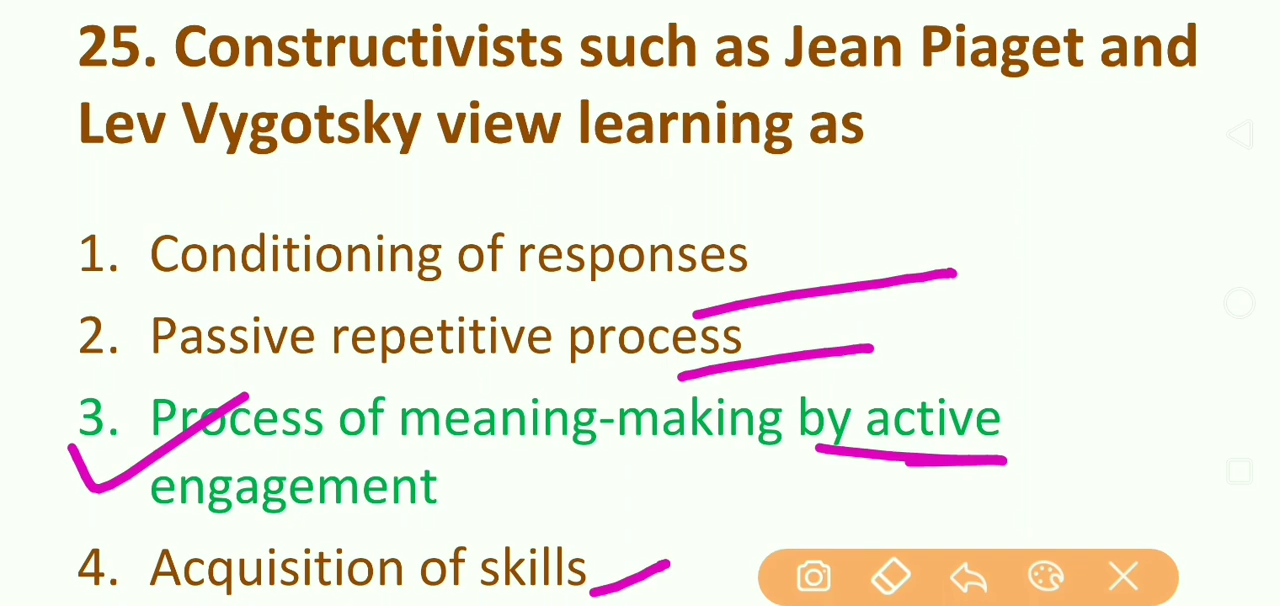 25. Constructivists such as Jean Piaget and
Lev Vygotsky view learning as
1. Conditioning of responses
2. Passive repetitive process
3. Process of meaning-making by active
engagement
4. Acquisition of skills